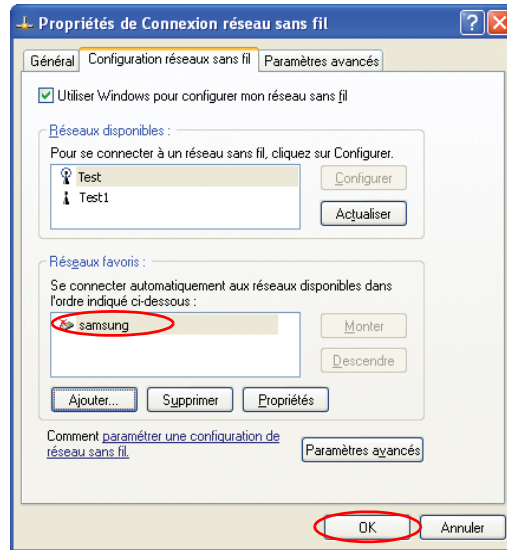 Propriétés de Connexion réseau sans fil
Général Configuration réseaux sans fil Paramètres avancés
Utiliser Windows pour configurer mon réseau sans fil
Réseaux disponibles :
Pour se connecter à un réseau sans fil, cliquez sur Configurer.
Test
Configurer
Test1
Actualiser
Réseaux favoris :
Se connecter automatiquement aux réseaux disponibles dans
l'ordre indiqué ci-dessous :
samsung
Monter
Descendre
Ajouter... Supprimer Propriétés
Comment paramétrer une configuration de
réseau sans fil.
Paramètres avancés
OK Annuler